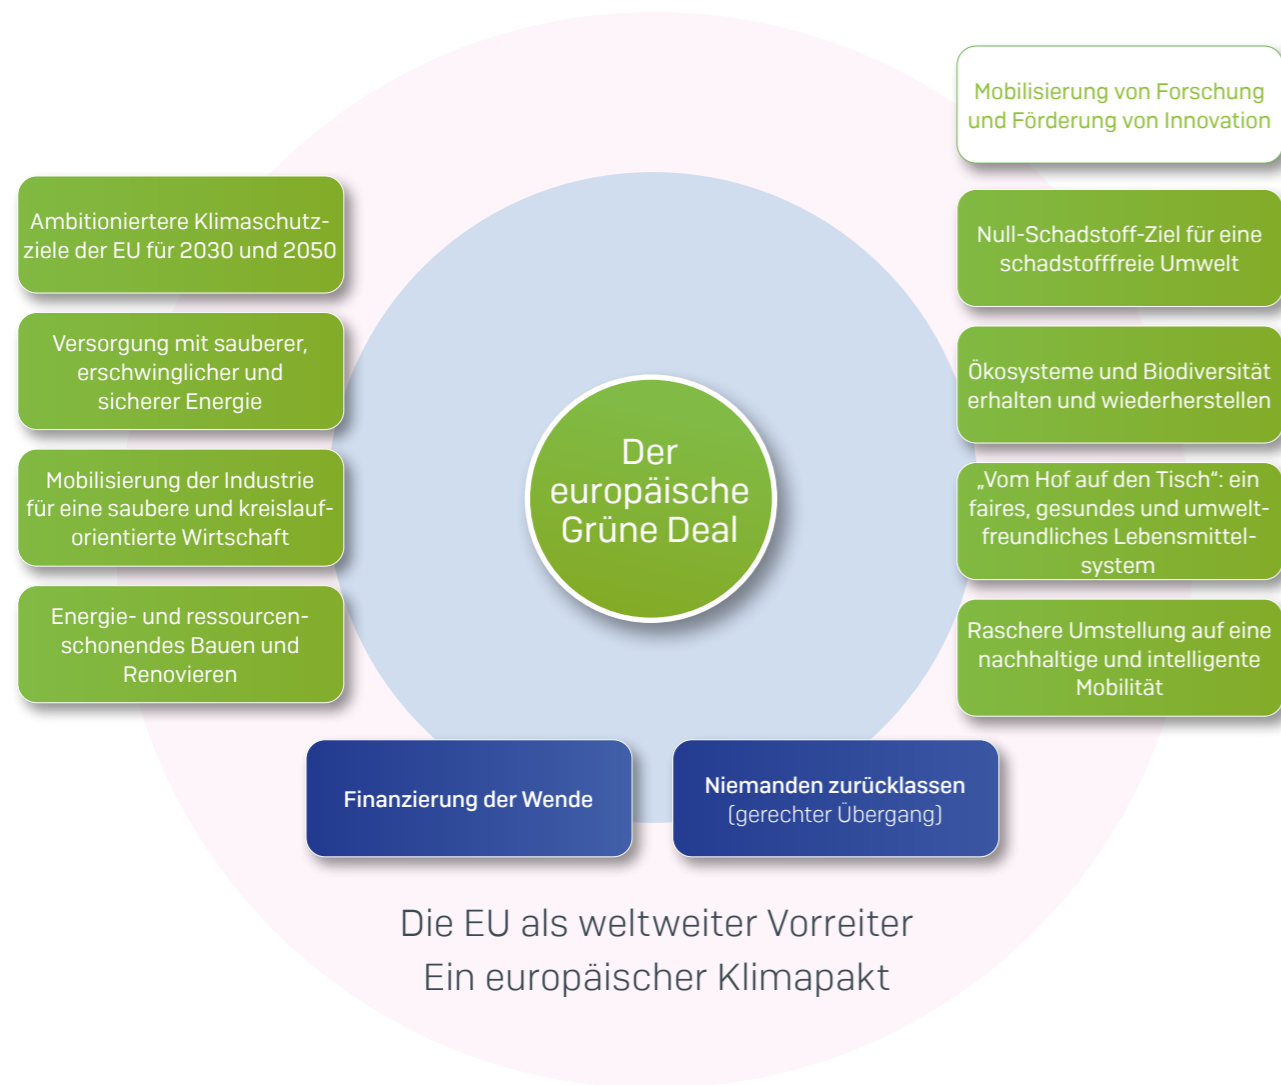 Mobilisierung von Forschung
und Förderung von Innovation
Ambitioniertere Klimaschutz-
ziele der EU für 2030 und 2050
Versorgung mit sauberer,
erschwinglicher und
sicherer Energie
Mobilisierung der Industrie
für eine saubere und kreislauf-
orientierte Wirtschaft
Energie- und ressourcen-
schonendes Bauen und
Renovieren
Der
europäische
Grüne Deal
Null-Schadstoff-Ziel für eine
schadstofffreie Umwelt
Ökosysteme und Biodiversität
erhalten und wiederherstellen
„Vom Hof auf den Tisch“: ein
faires, gesundes und umwelt-
freundliches Lebensmittel-
system
Raschere Umstellung auf eine
nachhaltige und intelligente
Mobilität
Finanzierung der Wende
Niemanden zurücklassen
(gerechter Übergang)
Die EU als weltweiter Vorreiter
Ein europäischer Klimapakt